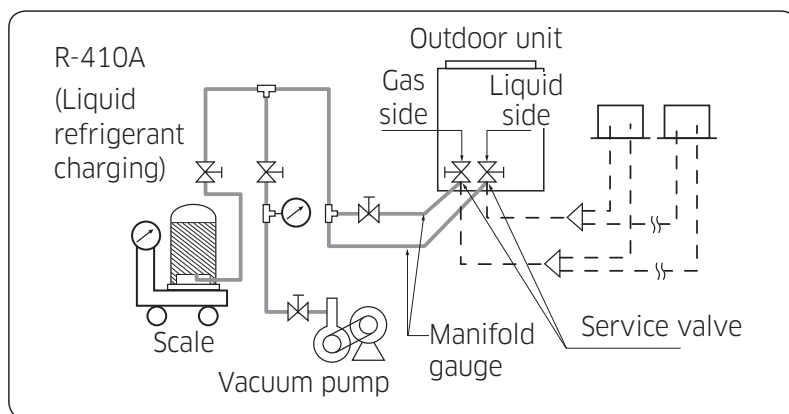 R-410A
(Liquid
refrigerant
charging)
Outdoor unit
Gas
side
Liquid
side
Scale
Vacuum pump
Manifold
gauge
Service valve